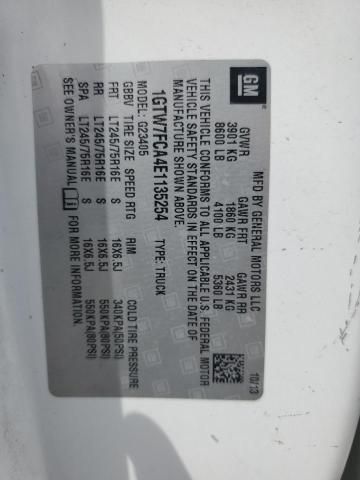 GM
MFD BY GENERAL MOTORS LLC
10/13
GVWR GAWR FRT GAWR RR
3901 KG 1860 KG 2431 KG
8600 LB 4100 LB 5360 LB
THIS VEHICLE CONFORMS TO ALL APPLICABLE U.S. FEDERAL MOTOR
VEHICLE SAFETY STANDARDS IN EFFECT ON THE DATE OF
MANUFACTURE SHOWN ABOVE.
1GTW7FCA4E1135254 TYPE: TRUCK
MODEL: G23405
GBBV TIRE SIZE SPEED RTG RIM COLD TIRE PRESSURE
FRT LT245/75R16E S 16X6.5J 340KPA(50PSI)
RR LT245/75R16E S 16X6.5J 550KPA(80PSI)
SPA LT245/75R16E S 16X6.5J 550KPA(80PSI)
SEE OWNER'S MANUAL FOR MORE INFORMATION.